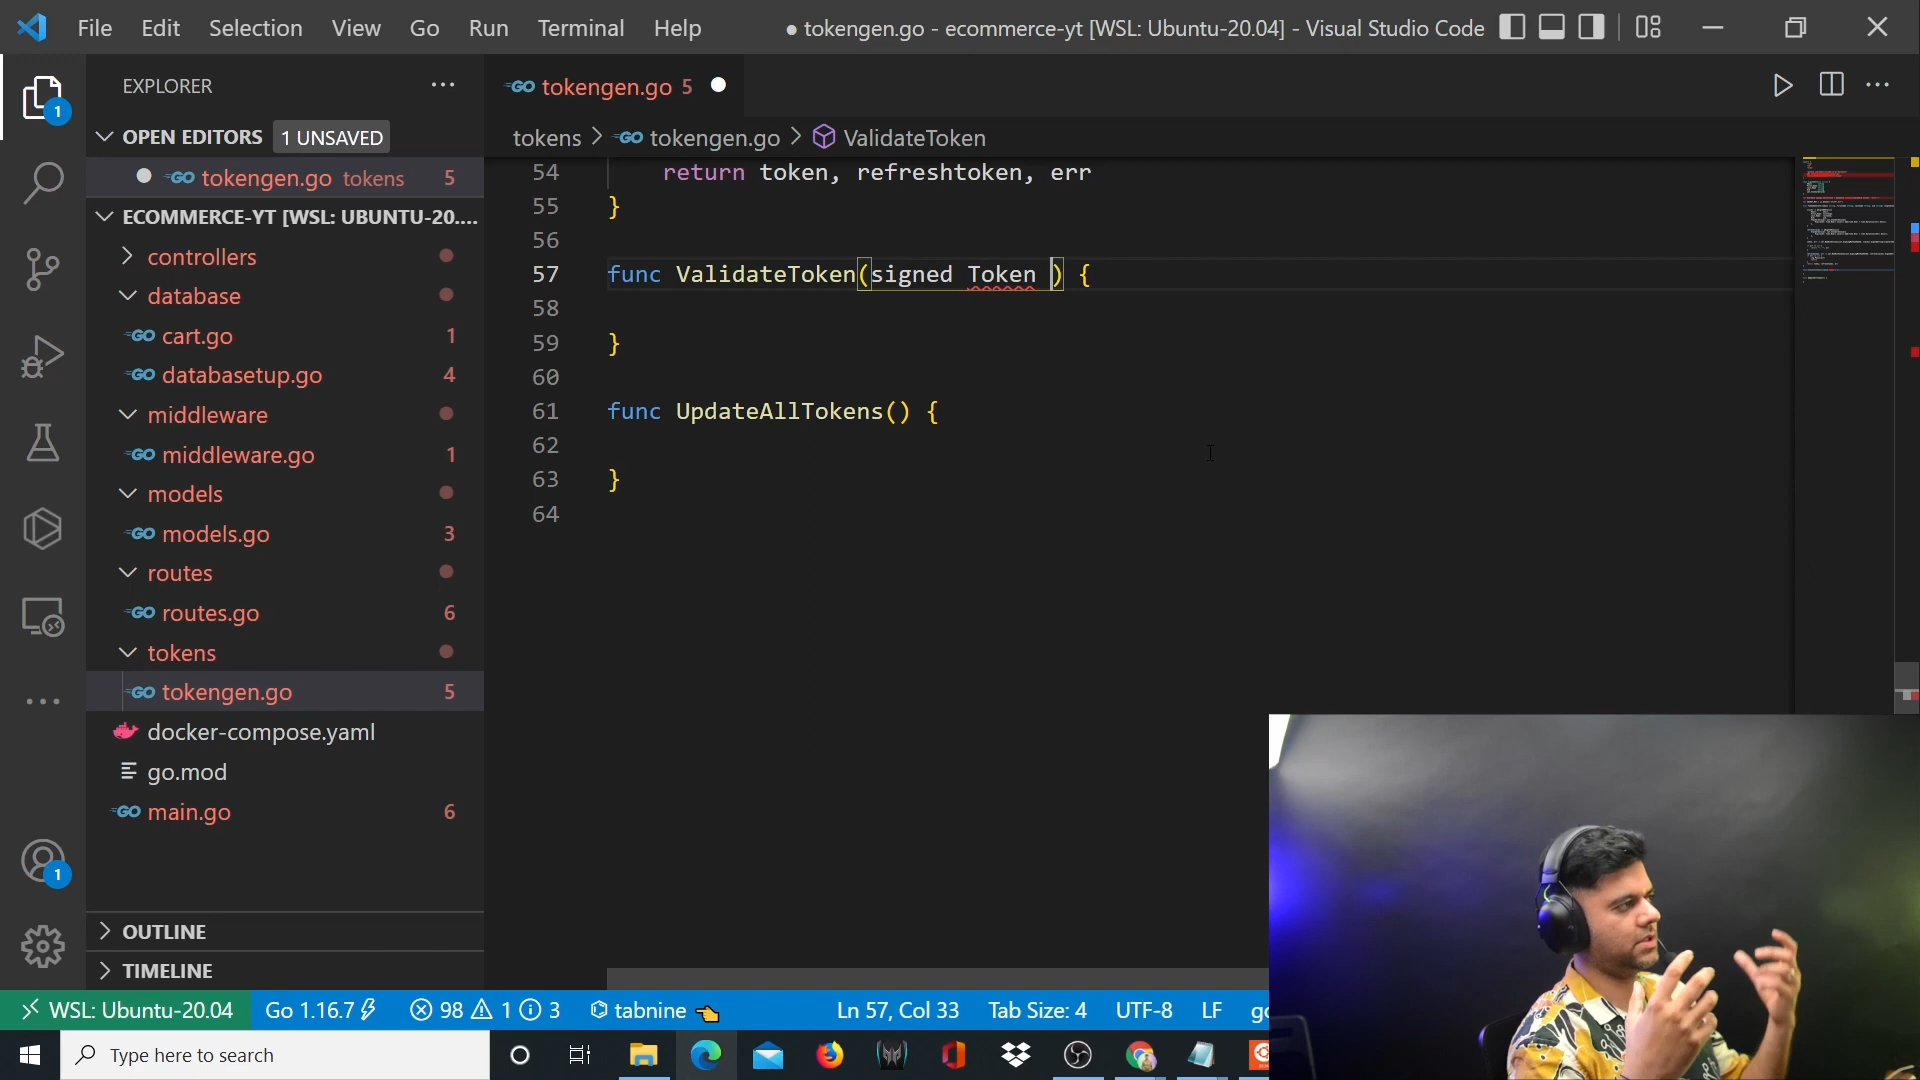 File Edit Selection View Go Run Terminal Help
● tokengen.go - ecommerce-yt [WSL: Ubuntu-20.04] - Visual Studio Code
EXPLORER
OPEN EDITORS 1 UNSAVED
tokengen.go tokens 5
ECOMMERCE-YT [WSL: UBUNTU-20....
controllers
database
cart.go 1
databasetup.go 4
middleware
middleware.go 1
models
models.go 3
routes
routes.go 6
tokens
tokengen.go 5
docker-compose.yaml
go.mod
main.go 6
OUTLINE
TIMELINE
1
1
tokengen.go 5
tokens > tokengen.go > ValidateToken
54 return token, refreshtoken, err
55 }
56
57 func ValidateToken(signed Token ) {
58
59 }
60
61 func UpdateAllTokens() {
62
63 }
64
WSL: Ubuntu-20.04 Go 1.16.7 98 1 3 tabnine Ln 57, Col 33 Tab Size: 4 UTF-8 LF
Type here to search